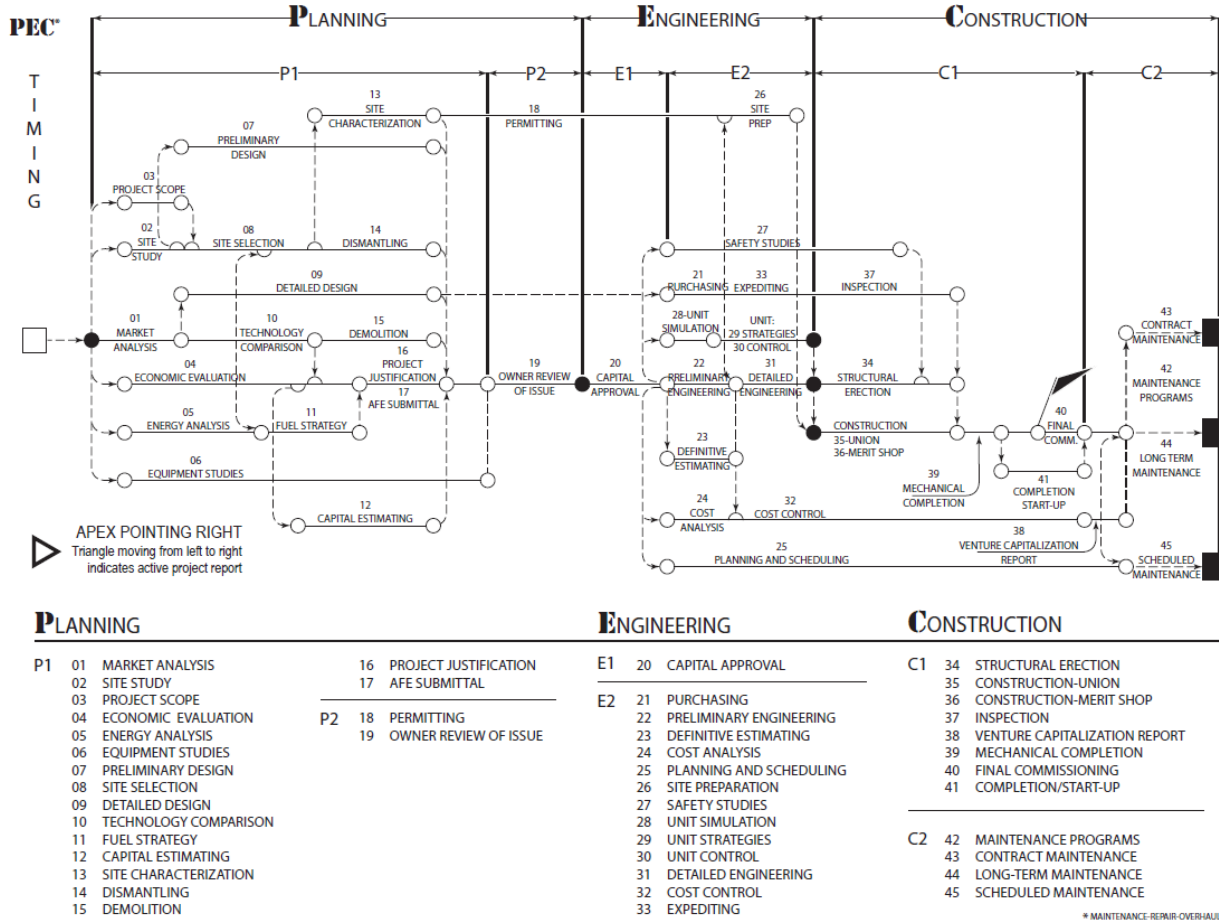 PEC*
PLANNING
ENGINEERING
CONSTRUCTION
TIMING
P1
P2
E1
E2
C1
C2
13
SITE
CHARACTERIZATION
18
PERMITTING
26
SITE
PREP
07
PRELIMINARY
DESIGN
03
PROJECT SCOPE
02
SITE
STUDY
08
SITE SELECTION
14
DISMANTLING
27
SAFETY STUDIES
09
DETAILED DESIGN
21
PURCHASING
33
EXPEDITING
37
INSPECTION
01
MARKET
ANALYSIS
10
TECHNOLOGY
COMPARISON
15
DEMOLITION
28-UNIT
SIMULATION
UNIT:
29 STRATEGIES
30 CONTROL
43
CONTRACT
MAINTENANCE
04
ECONOMIC EVALUATION
16
PROJECT
JUSTIFICATION
17
AFE SUBMITTAL
19
OWNER REVIEW
OF ISSUE
20
CAPITAL
APPROVAL
22
PRELIMINARY
ENGINEERING
31
DETAILED
ENGINEERING
34
STRUCTURAL
ERECTION
42
MAINTENANCE
PROGRAMS
05
ENERGY ANALYSIS
11
FUEL STRATEGY
23
DEFINITIVE
ESTIMATING
CONSTRUCTION
35-UNION
36-MERIT SHOP
40
FINAL
COMM.
44
LONG TERM
MAINTENANCE
06
EQUIPMENT STUDIES
39
MECHANICAL
COMPLETION
41
COMPLETION
START-UP
12
CAPITAL ESTIMATING
24
COST
ANALYSIS
32
COST CONTROL
38
VENTURE CAPITALIZATION
REPORT
25
PLANNING AND SCHEDULING
45
SCHEDULED
MAINTENANCE
APEX POINTING RIGHT
Triangle moving from left to right
indicates active project report
PLANNING
P1
01 MARKET ANALYSIS
02 SITE STUDY
03 PROJECT SCOPE
04 ECONOMIC EVALUATION
05 ENERGY ANALYSIS
06 EQUIPMENT STUDIES
07 PRELIMINARY DESIGN
08 SITE SELECTION
09 DETAILED DESIGN
10 TECHNOLOGY COMPARISON
11 FUEL STRATEGY
12 CAPITAL ESTIMATING
13 SITE CHARACTERIZATION
14 DISMANTLING
15 DEMOLITION
16 PROJECT JUSTIFICATION
17 AFE SUBMITTAL
P2
18 PERMITTING
19 OWNER REVIEW OF ISSUE
ENGINEERING
E1
20 CAPITAL APPROVAL
E2
21 PURCHASING
22 PRELIMINARY ENGINEERING
23 DEFINITIVE ESTIMATING
24 COST ANALYSIS
25 PLANNING AND SCHEDULING
26 SITE PREPARATION
27 SAFETY STUDIES
28 UNIT SIMULATION
29 UNIT STRATEGIES
30 UNIT CONTROL
31 DETAILED ENGINEERING
32 COST CONTROL
33 EXPEDITING
CONSTRUCTION
C1
34 STRUCTURAL ERECTION
35 CONSTRUCTION-UNION
36 CONSTRUCTION-MERIT SHOP
37 INSPECTION
38 VENTURE CAPITALIZATION REPORT
39 MECHANICAL COMPLETION
40 FINAL COMMISSIONING
41 COMPLETION/START-UP
C2
42 MAINTENANCE PROGRAMS
43 CONTRACT MAINTENANCE
44 LONG-TERM MAINTENANCE
45 SCHEDULED MAINTENANCE
* MAINTENANCE-REPAIR-OVERHAUL